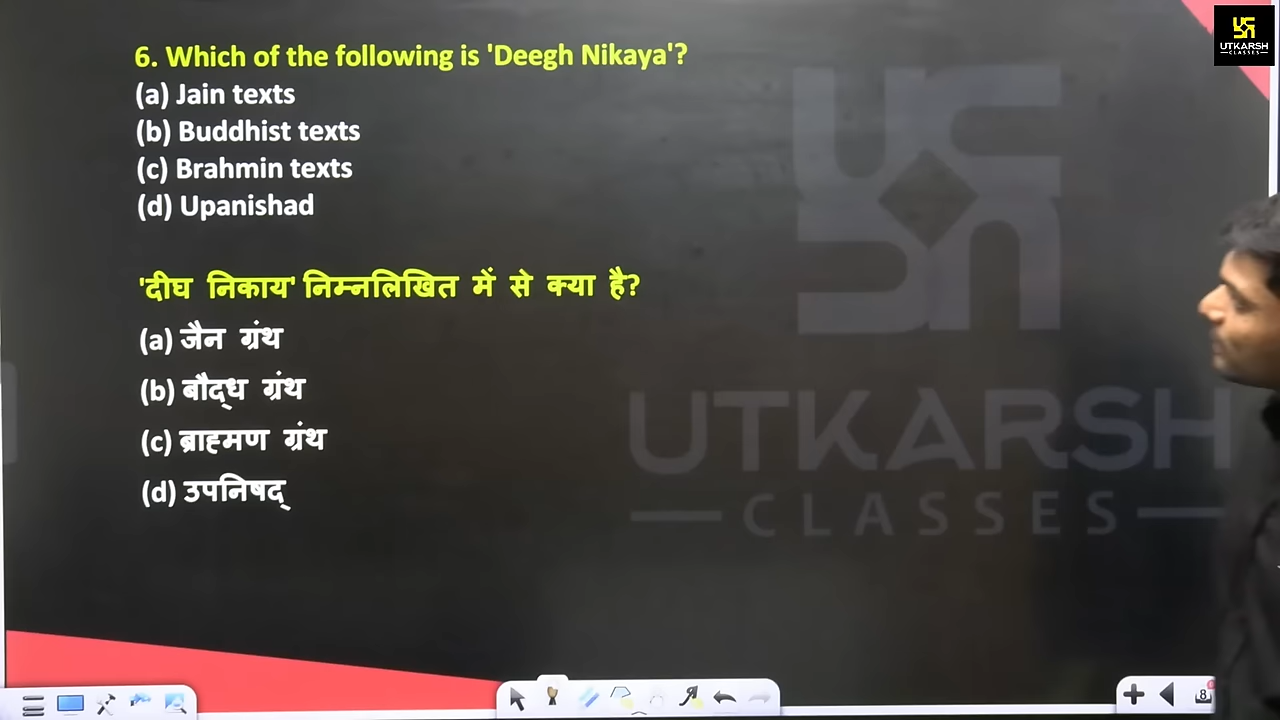 UTKARSH
CLASSES
6. Which of the following is 'Deegh Nikaya'?
(a) Jain texts
(b) Buddhist texts
(c) Brahmin texts
(d) Upanishad
'दीघ निकाय' निम्नलिखित में से क्या है?
(a) जैन ग्रंथ
(b) बौद्ध ग्रंथ
(c) ब्राह्मण ग्रंथ
(d) उपनिषद्
UTKARSH
CLASSES
8